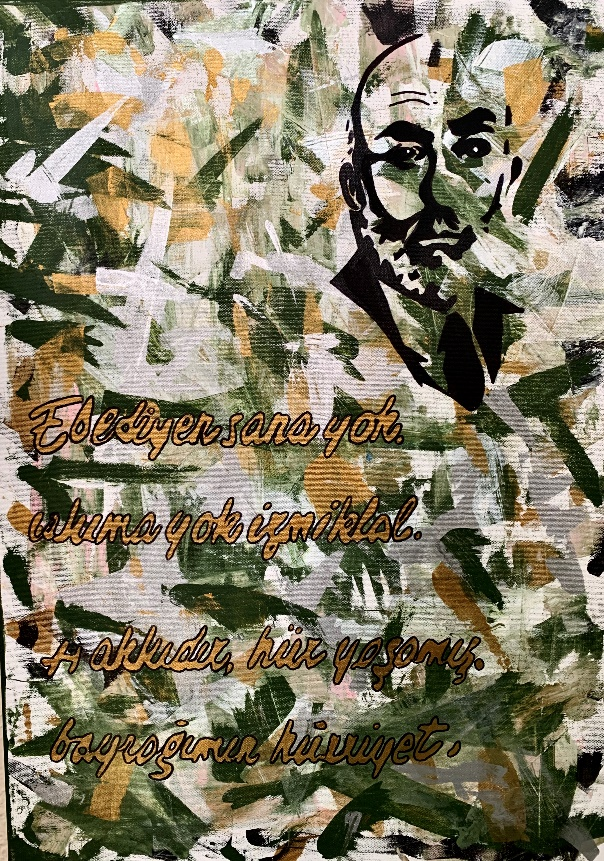 Ebediyen sana yok.
ırkıma yok izmihlal.
Hakkıdır, hür yaşamış.
bayrağımın hürriyet.